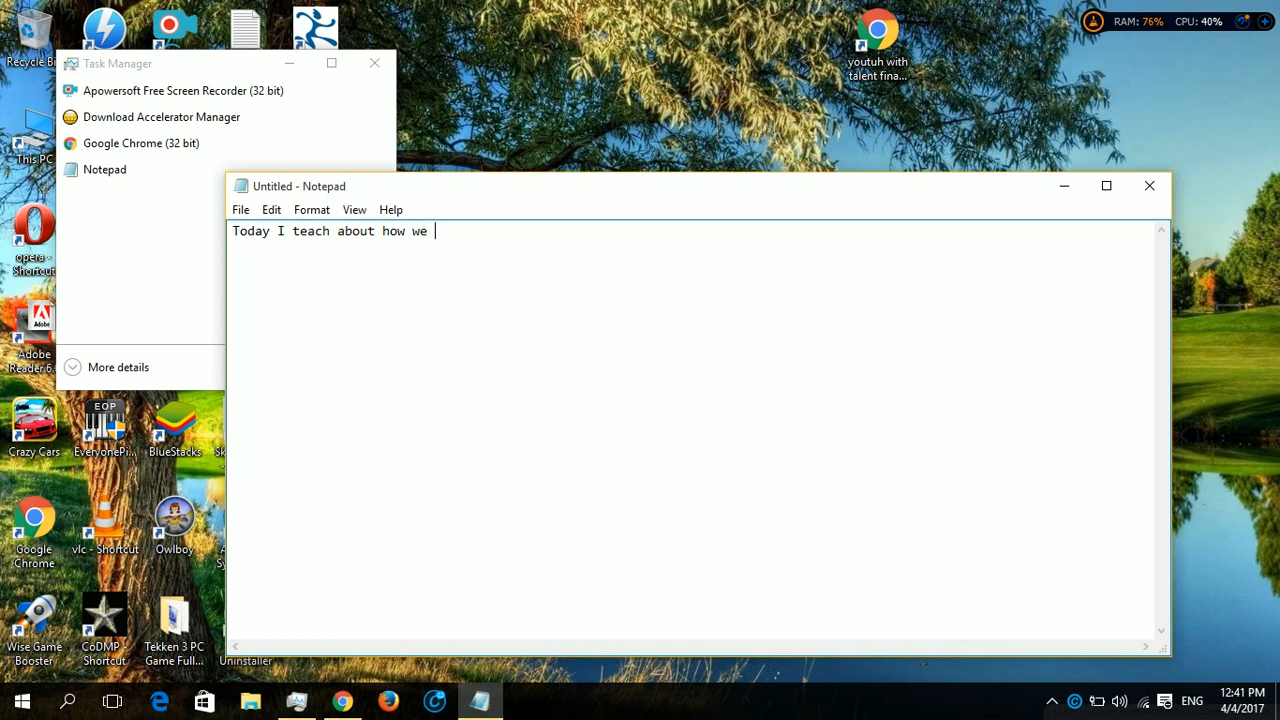 RAM: 76% CPU: 40%
Recycle Bi
youtuh with
talent fina...
Task Manager
Apowersoft Free Screen Recorder (32 bit)
Download Accelerator Manager
Google Chrome (32 bit)
Notepad
More details
This PC
opera -
Shortcut
Adobe
Reader 6.
Untitled - Notepad
File Edit Format View Help
Today I teach about how we
EOP
Crazy Cars
EveryonePi...
BlueStacks
Google
Chrome
vlc - Shortcut
Owlboy
Wise Game
Booster
CoDMP -
Shortcut
Tekken 3 PC
Game Full...
Uninstaller
ENG
12:41 PM
4/4/2017